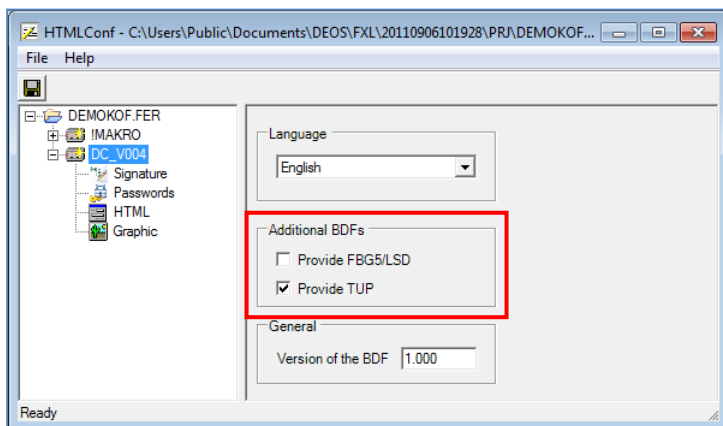 HTMLConf - C:\Users\Public\Documents\DEOS\FXL\20110906101928\PRJ\DEMOKOF...
File Help
DEMOKOF.FER
!MAKRO
DC_V004
Signature
Passwords
HTML
Graphic
Language
English
Additional BDFs
Provide FBG5/LSD
Provide TUP
General
Version of the BDF 1.000
Ready